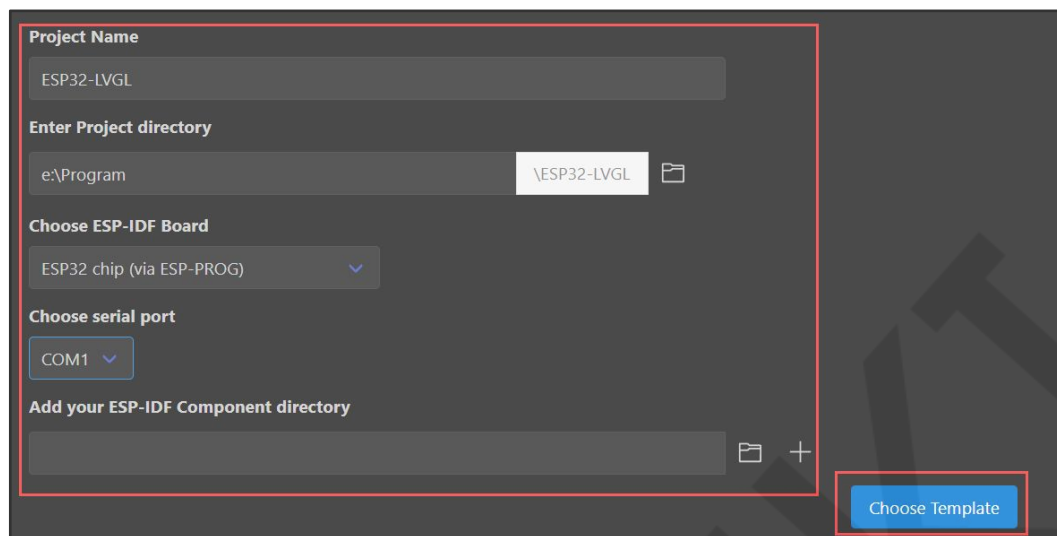 Project Name
ESP32-LVGL
Enter Project directory
e:\Program \ESP32-LVGL
Choose ESP-IDF Board
ESP32 chip (via ESP-PROG)
Choose serial port
COM1
Add your ESP-IDF Component directory
Choose Template